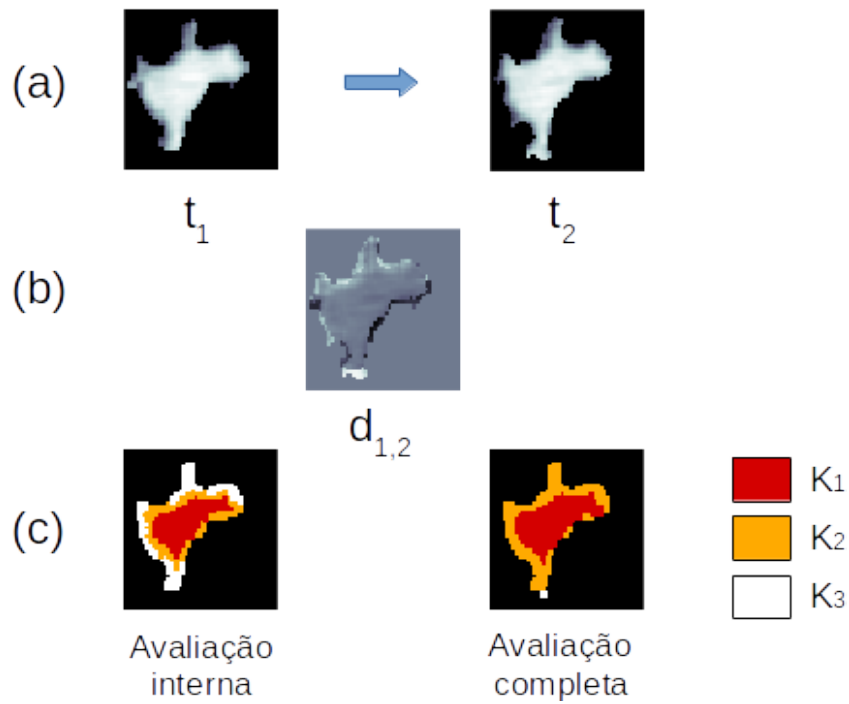 (a)
t1
t2
(b)
d1,2
(c)
K1
K2
K3
Avaliação
interna
Avaliação
completa